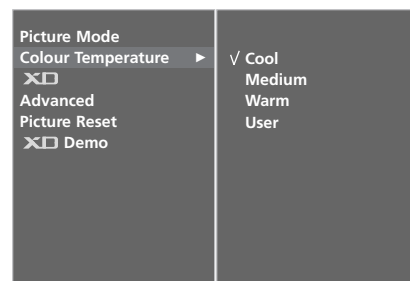 Picture Mode
Colour Temperature ►
XD
Advanced
Picture Reset
XD Demo
√ Cool
Medium
Warm
User